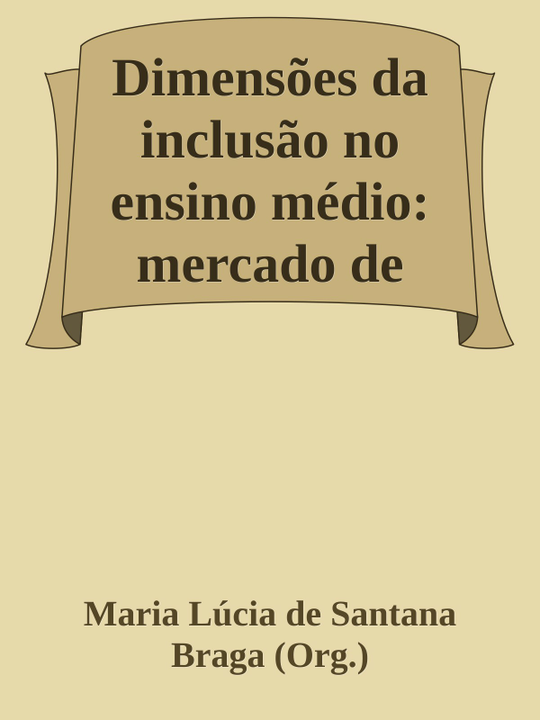 Dimensões da
inclusão no
ensino médio:
mercado de
Maria Lúcia de Santana
Braga (Org.)